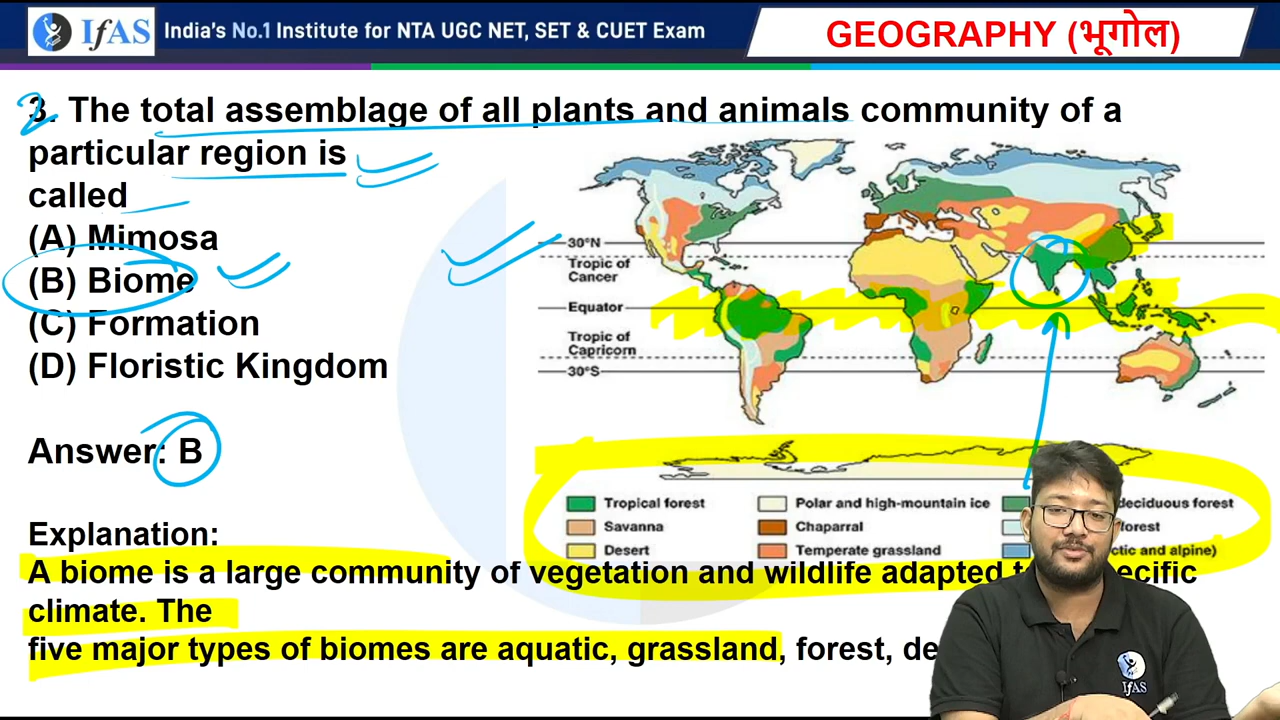 IfAS India's No.1 Institute for NTA UGC NET, SET & CUET Exam
GEOGRAPHY (भूगोल)
2
3. The total assemblage of all plants and animals community of a
particular region is
called
(A) Mimosa
(B) Biome
(C) Formation
(D) Floristic Kingdom
Answer: B
Explanation:
A biome is a large community of vegetation and wildlife adapted
climate. The
five major types of biomes are aquatic, grassland, forest,
30°N
Tropic of
Cancer
Equator
Tropic of
Capricorn
30°S
Tropical forest
Polar and high-mountain ice
deciduous forest
Savanna
Chaparral
forest
Desert
Temperate grassland
and alpine)
IfAS